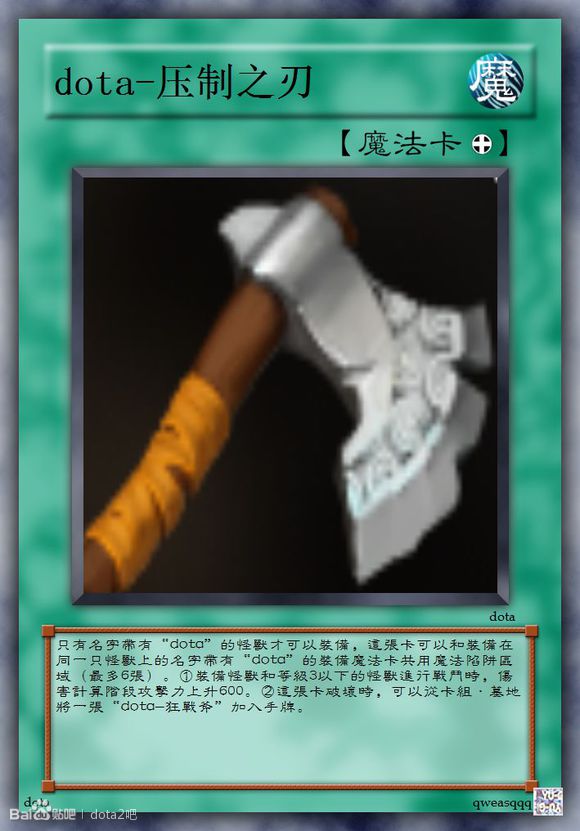 dota-压制之刃
魔
【魔法卡】
dota
只有名字帶有“dota”的怪獸才可以裝備，這張卡可以和裝備在
同一只怪獸上的名字帶有“dota”的裝備魔法卡共用魔法陷阱區
域（最多6張）。①裝備怪獸和等級3以下的怪獸進行戰鬥時，傷
害計算階段攻擊力上升600。②這張卡破壞時，可以從卡組·墓地
將一張“dota-狂戰斧”加入手牌。
dota
qweasqqq
Bai贴吧 | dota2吧